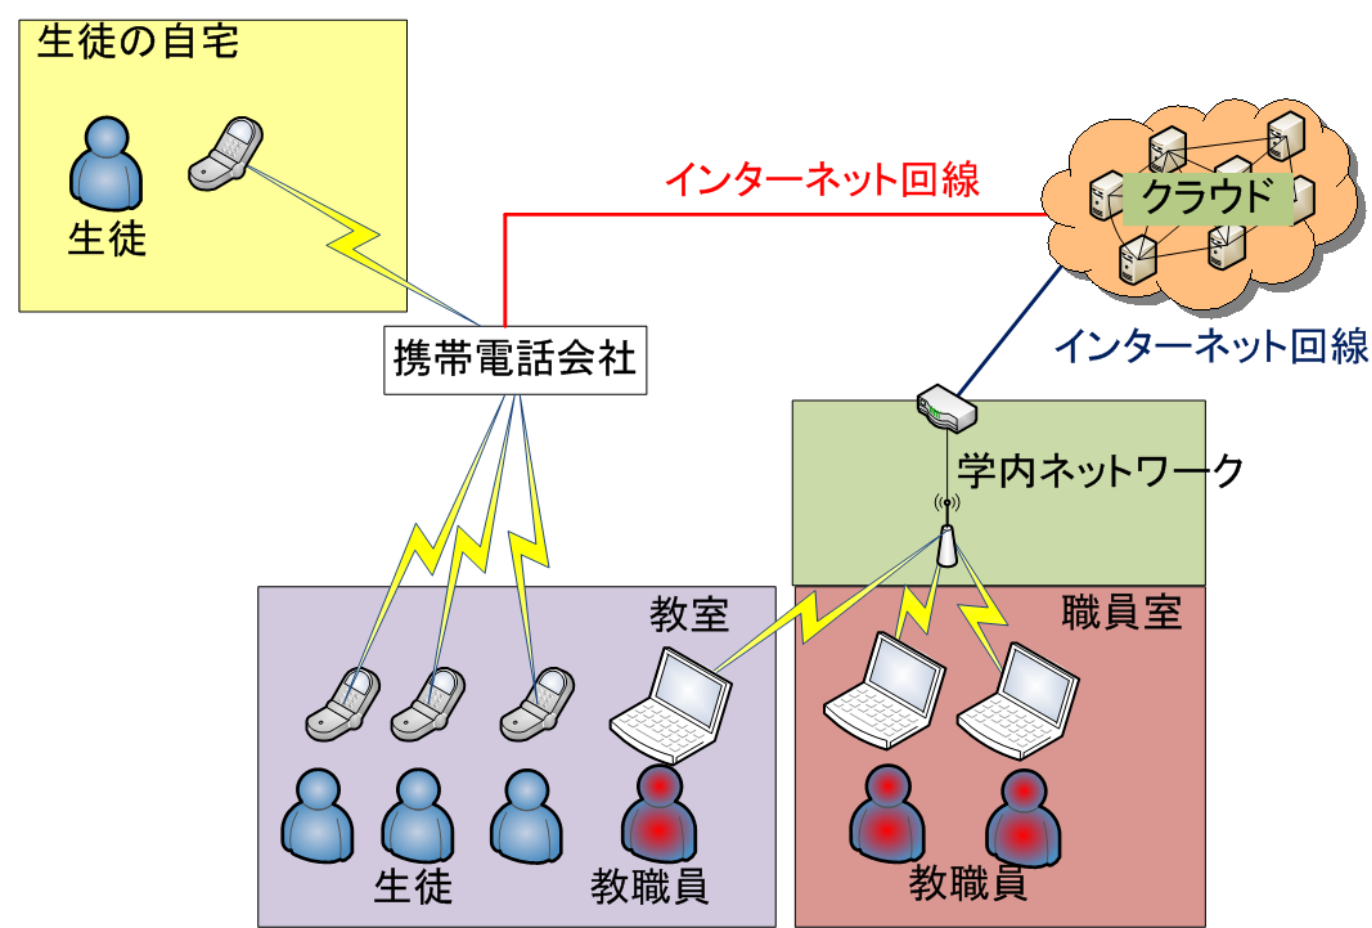 生徒の自宅
生徒
インターネット回線
クラウド
携帯電話会社
インターネット回線
学内ネットワーク
教室
職員室
生徒
教職員
教職員